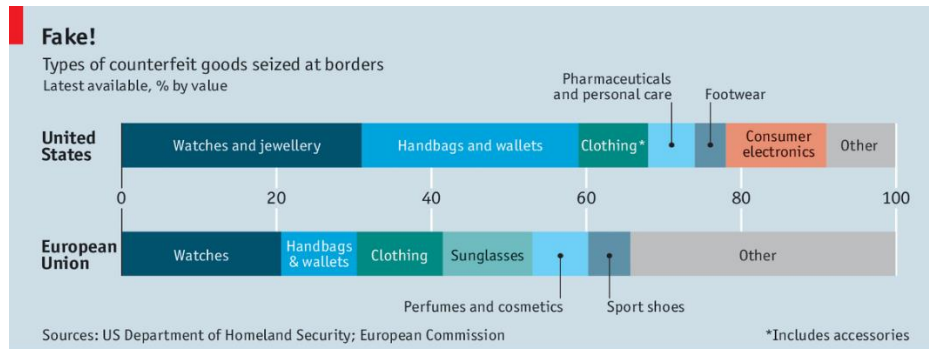 Fake!
Types of counterfeit goods seized at borders
Latest available, % by value
Pharmaceuticals
and personal care
Footwear
United
States
Watches and jewellery
Handbags and wallets
Clothing*
Consumer
electronics
Other
0 20 40 60 80 100
European
Union
Watches
Handbags
& wallets
Clothing
Sunglasses
Other
Perfumes and cosmetics
Sport shoes
Sources: US Department of Homeland Security; European Commission
*Includes accessories